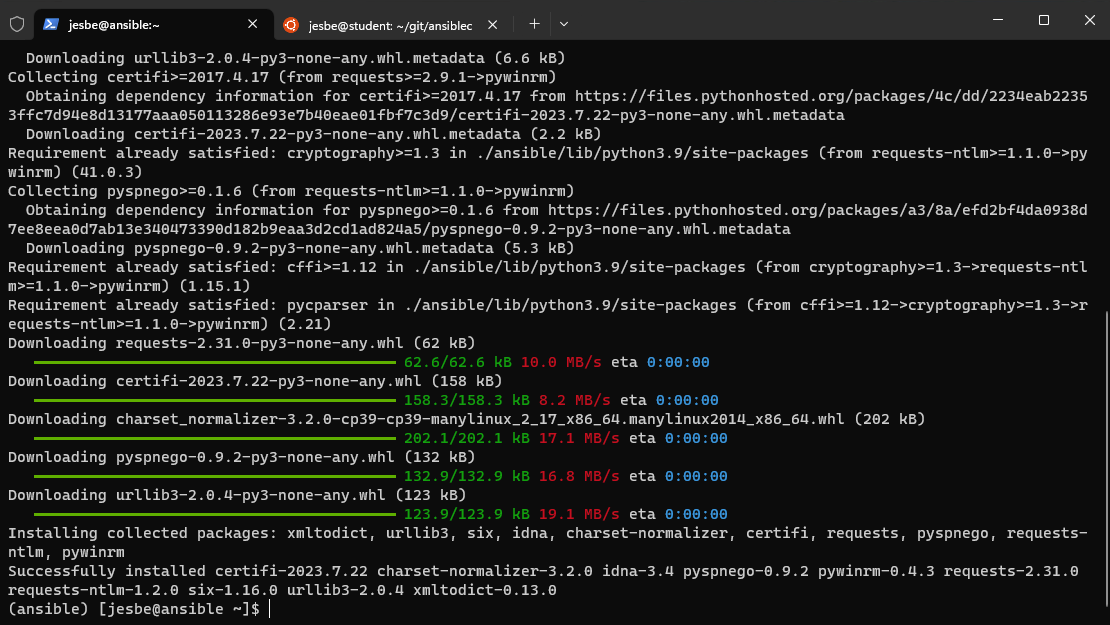 jesbe@ansible:~
jesbe@student: ~/git/ansiblec
  Downloading urllib3-2.0.4-py3-none-any.whl.metadata (6.6 kB)
Collecting certifi>=2017.4.17 (from requests>=2.9.1->pywinrm)
  Obtaining dependency information for certifi>=2017.4.17 from https://files.pythonhosted.org/packages/4c/dd/2234eab2235
3ffc7d94e8d13177aaa050113286e93e7b40eae01fbf7c3d9/certifi-2023.7.22-py3-none-any.whl.metadata
  Downloading certifi-2023.7.22-py3-none-any.whl.metadata (2.2 kB)
Requirement already satisfied: cryptography>=1.3 in ./ansible/lib/python3.9/site-packages (from requests-ntlm>=1.1.0->py
winrm) (41.0.3)
Collecting pyspnego>=0.1.6 (from requests-ntlm>=1.1.0->pywinrm)
  Obtaining dependency information for pyspnego>=0.1.6 from https://files.pythonhosted.org/packages/a3/8a/efd2bf4da0938d
7ee8eea0d7ab13e340473390d182b9eaa3d2cd1ad824a5/pyspnego-0.9.2-py3-none-any.whl.metadata
  Downloading pyspnego-0.9.2-py3-none-any.whl.metadata (5.3 kB)
Requirement already satisfied: cffi>=1.12 in ./ansible/lib/python3.9/site-packages (from cryptography>=1.3->requests-ntl
m>=1.1.0->pywinrm) (1.15.1)
Requirement already satisfied: pycparser in ./ansible/lib/python3.9/site-packages (from cffi>=1.12->cryptography>=1.3->r
equests-ntlm>=1.1.0->pywinrm) (2.21)
Downloading requests-2.31.0-py3-none-any.whl (62 kB)
62.6/62.6 kB 10.0 MB/s eta 0:00:00
Downloading certifi-2023.7.22-py3-none-any.whl (158 kB)
158.3/158.3 kB 8.2 MB/s eta 0:00:00
Downloading charset_normalizer-3.2.0-cp39-cp39-manylinux_2_17_x86_64.manylinux2014_x86_64.whl (202 kB)
202.1/202.1 kB 17.1 MB/s eta 0:00:00
Downloading pyspnego-0.9.2-py3-none-any.whl (132 kB)
132.9/132.9 kB 16.8 MB/s eta 0:00:00
Downloading urllib3-2.0.4-py3-none-any.whl (123 kB)
123.9/123.9 kB 19.1 MB/s eta 0:00:00
Installing collected packages: xmltodict, urllib3, six, idna, charset-normalizer, certifi, requests, pyspnego, requests-
ntlm, pywinrm
Successfully installed certifi-2023.7.22 charset-normalizer-3.2.0 idna-3.4 pyspnego-0.9.2 pywinrm-0.4.3 requests-2.31.0
requests-ntlm-1.2.0 six-1.16.0 urllib3-2.0.4 xmltodict-0.13.0
(ansible) [jesbe@ansible ~]$